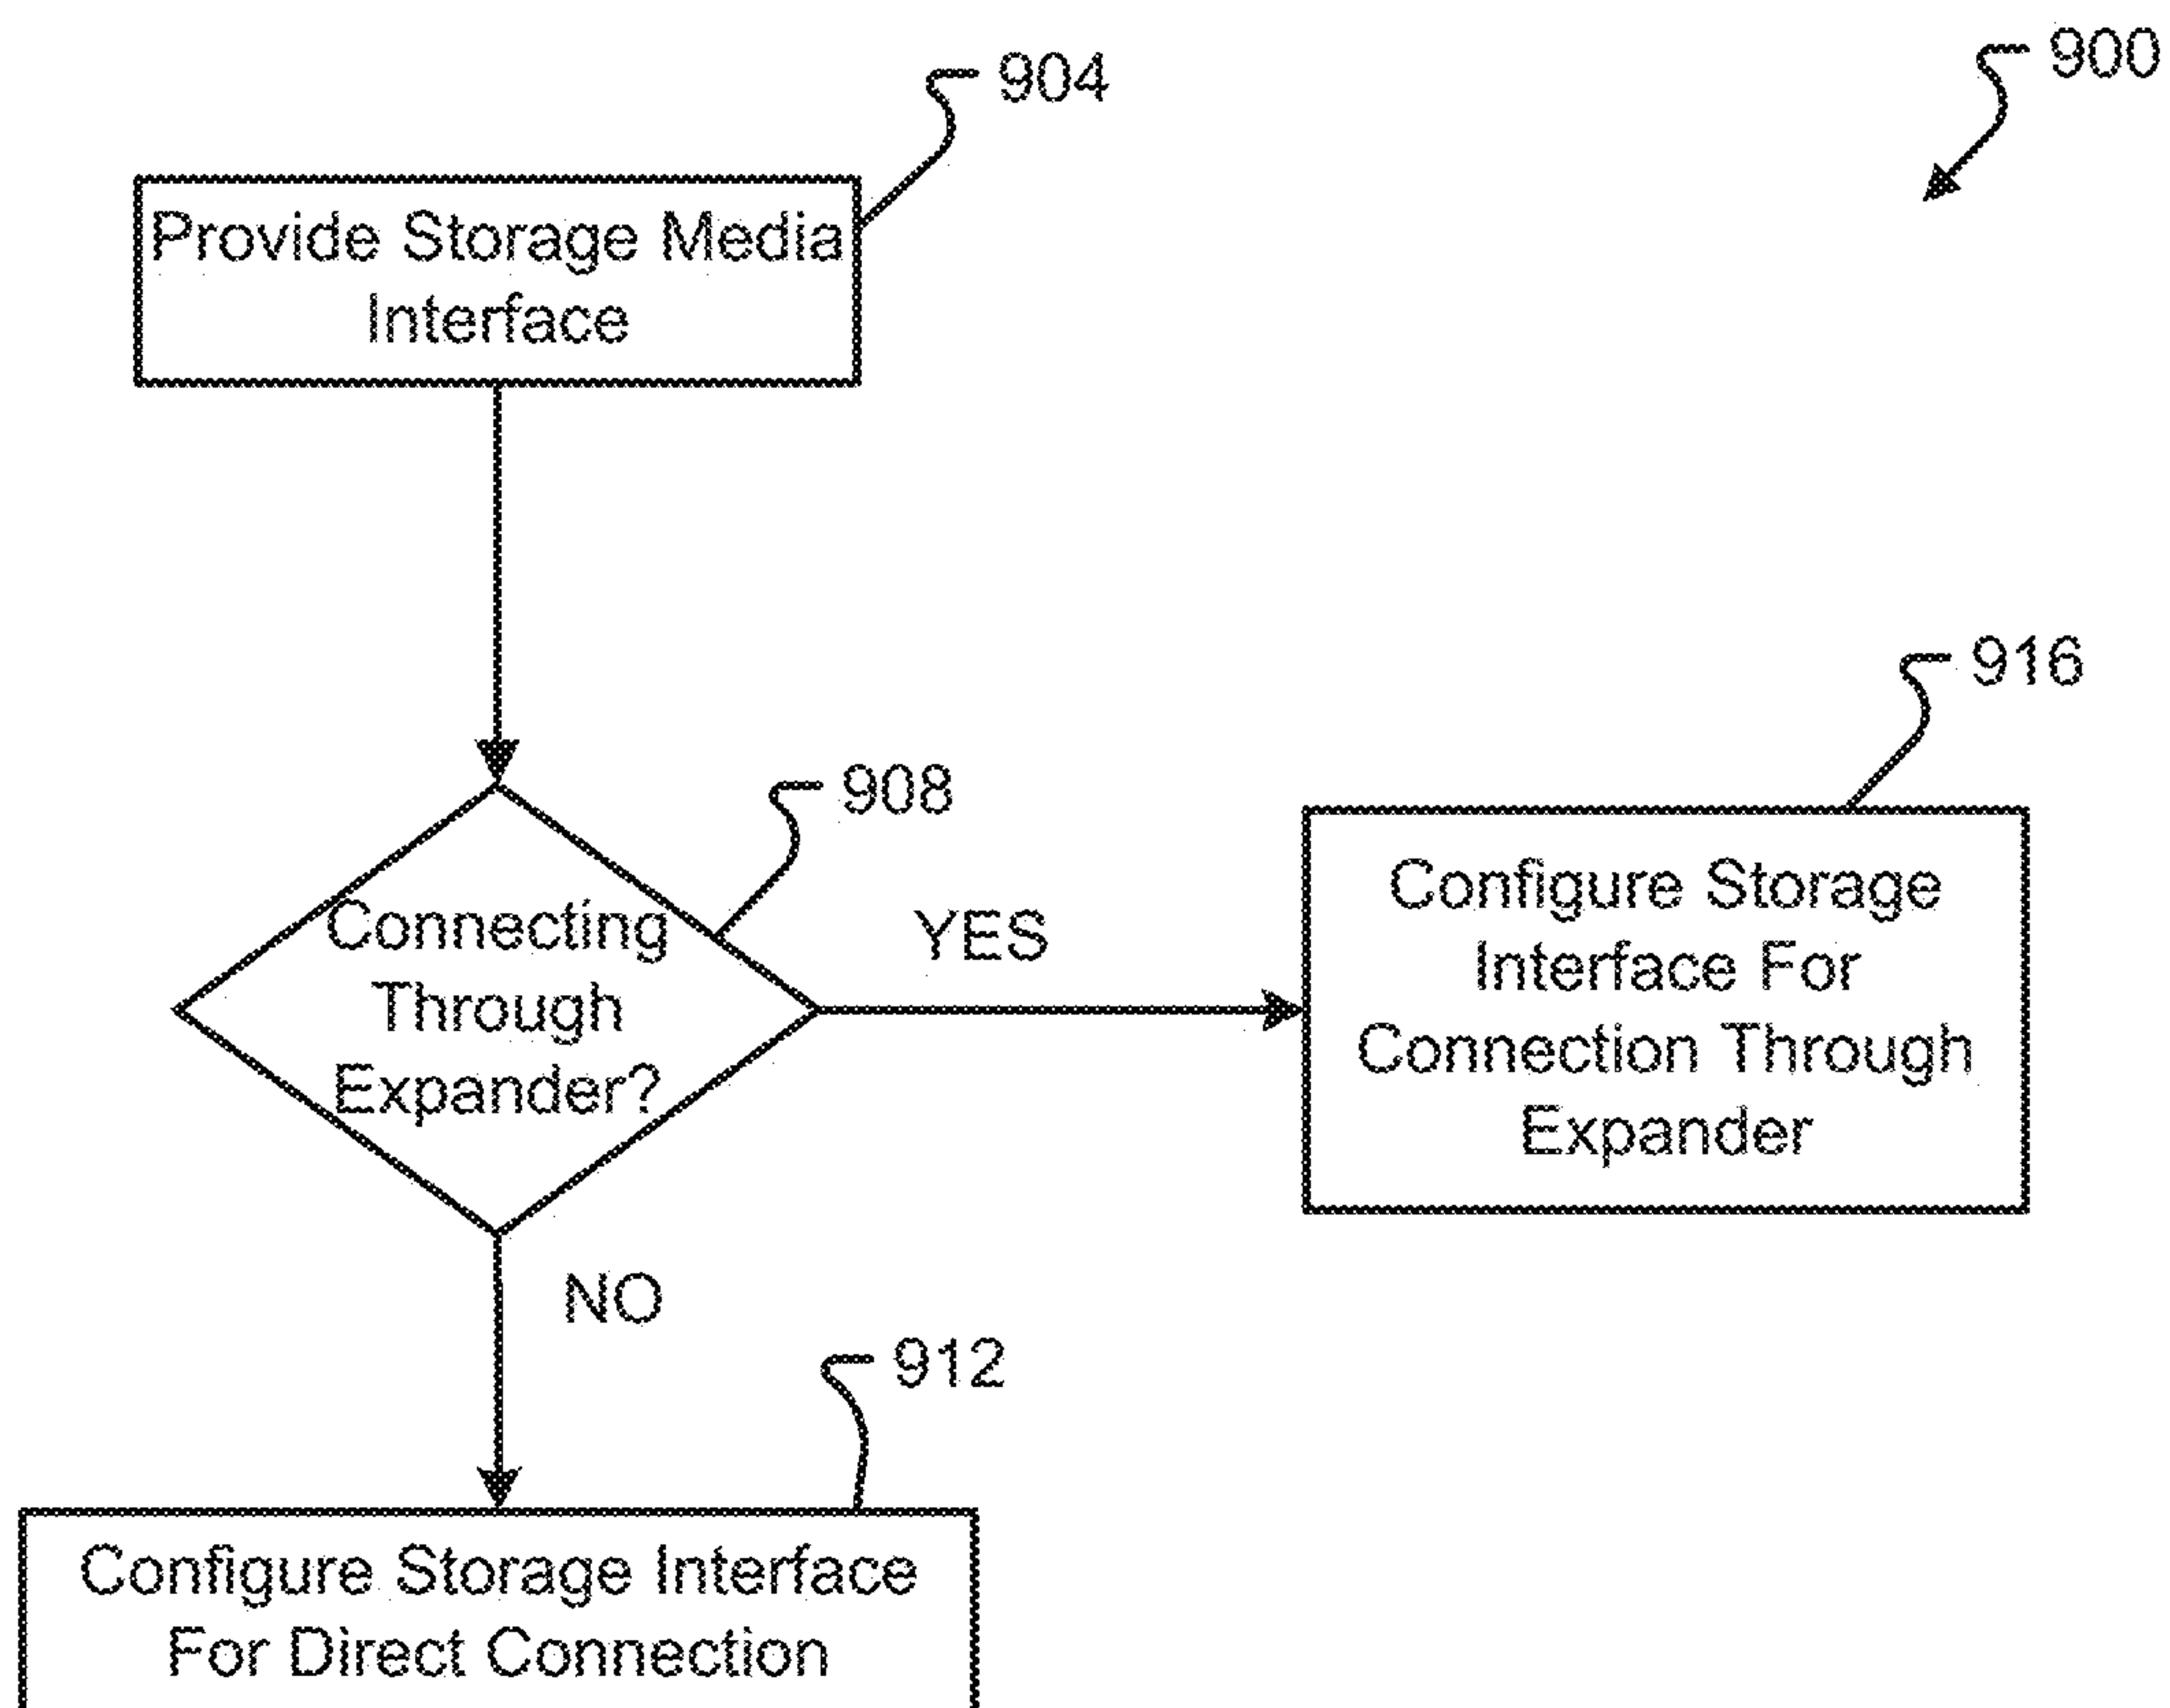 900
904
Provide Storage Media
Interface
916
908
Connecting
Through
Expander?
YES
Configure Storage
Interface For
Connection Through
Expander
NO
912
Configure Storage Interface
For Direct Connection